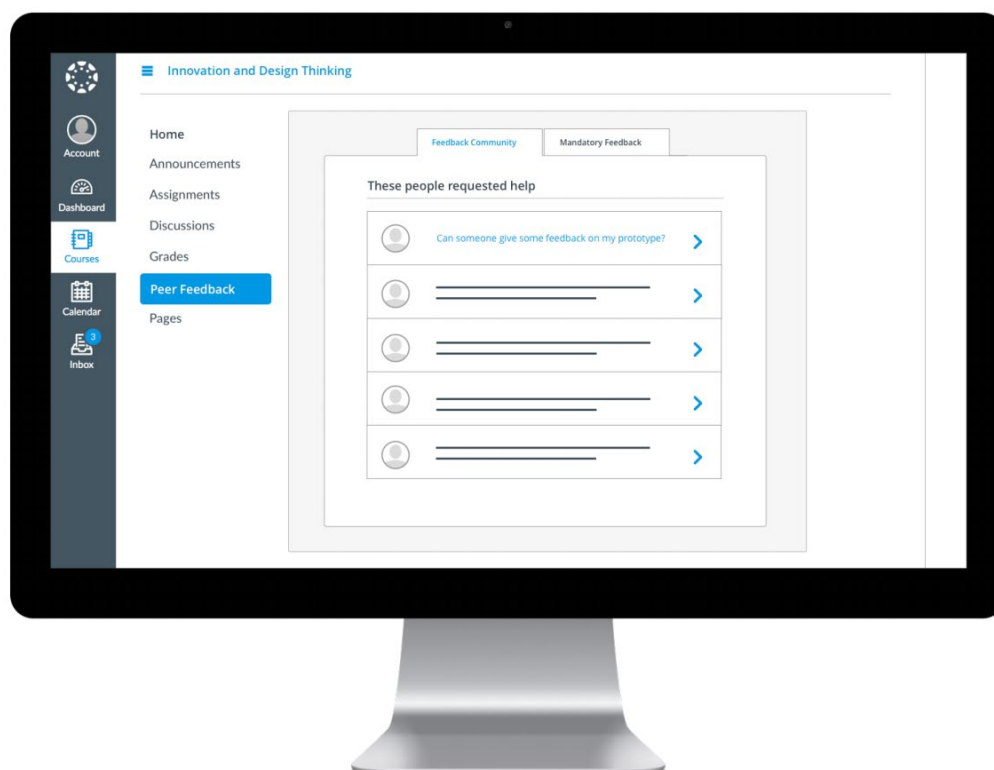 Innovation and Design Thinking
Account
Dashboard
Courses
Calendar
3
Inbox
Home
Announcements
Assignments
Discussions
Grades
Peer Feedback
Pages
Feedback Community
Mandatory Feedback
These people requested help
Can someone give some feedback on my prototype?